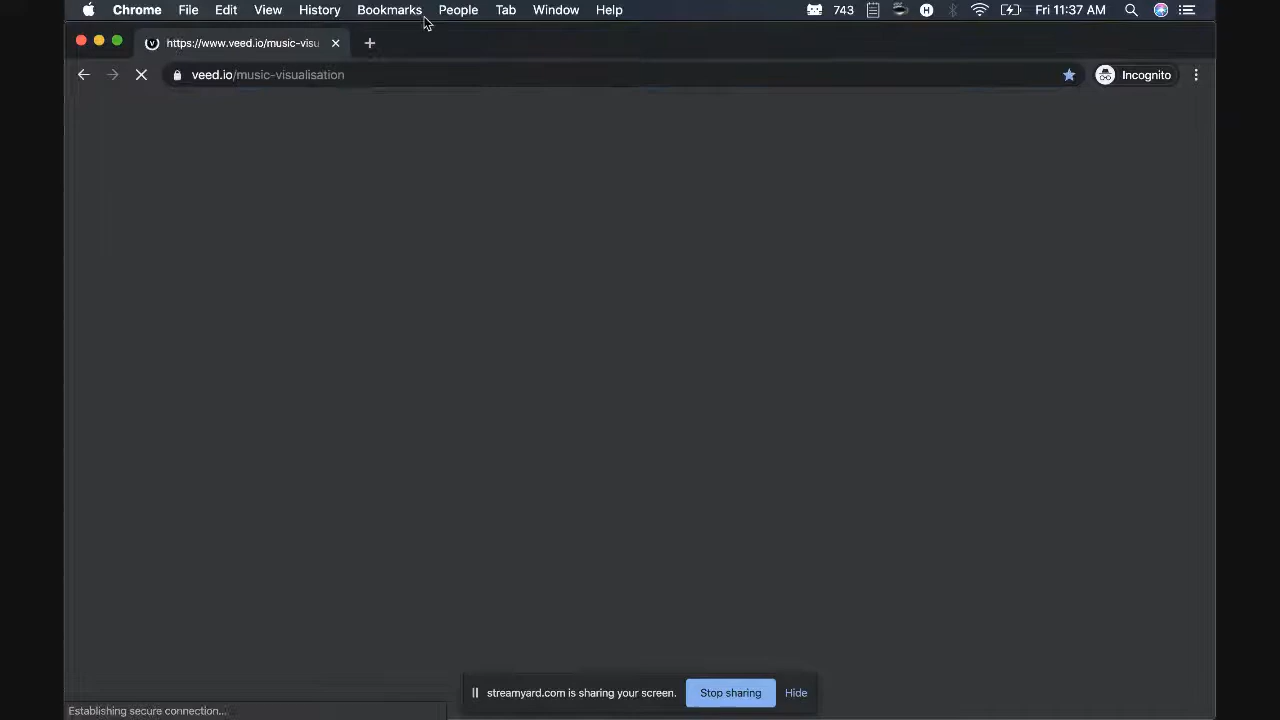 Chrome File Edit View History Bookmarks People Tab Window Help 743 Fri 11:37 AM
https://www.veed.io/music-visu
veed.io/music-visualisation Incognito
streamyard.com is sharing your screen. Stop sharing Hide
Establishing secure connection...